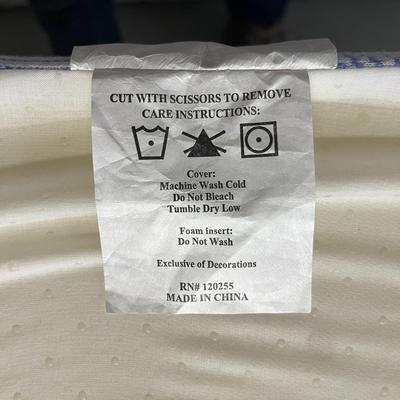 CUT WITH SCISSORS TO REMOVE
CARE INSTRUCTIONS:
Cover:
Machine Wash Cold
Do Not Bleach
Tumble Dry Low
Foam insert:
Do Not Wash
Exclusive of Decorations
RN# 120255
MADE IN CHINA